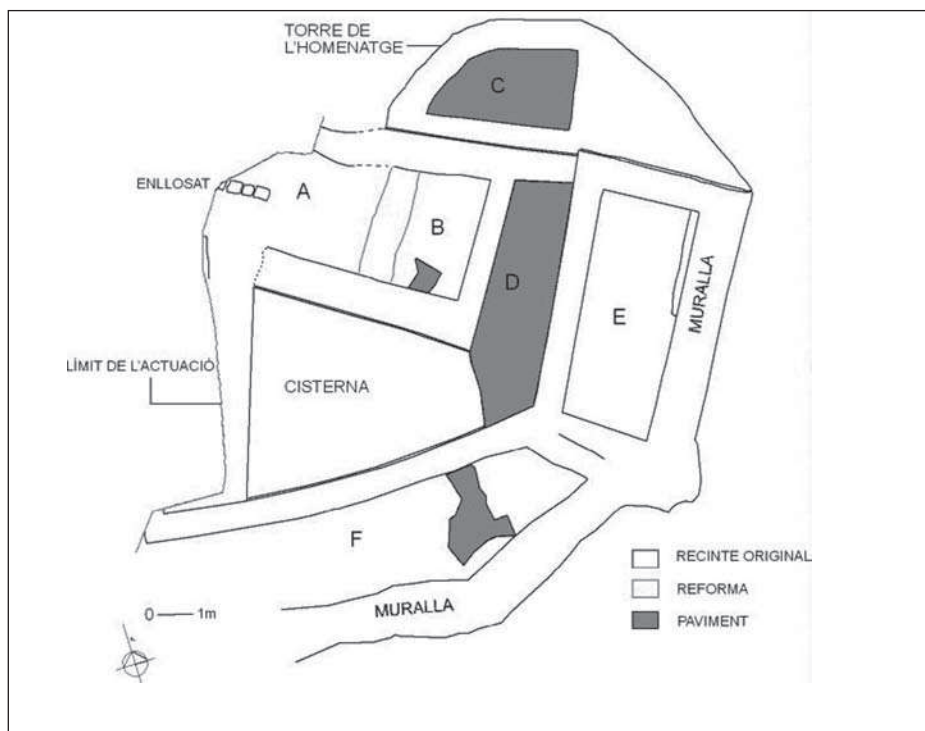 TORRE DE
L'HOMENATGE
C
ENLLOSAT
A
B
D
E
MURALLA
LÍMIT DE L'ACTUACIÓ
CISTERNA
F
MURALLA
RECINTE ORIGINAL
REFORMA
PAVIMENT
0 1m